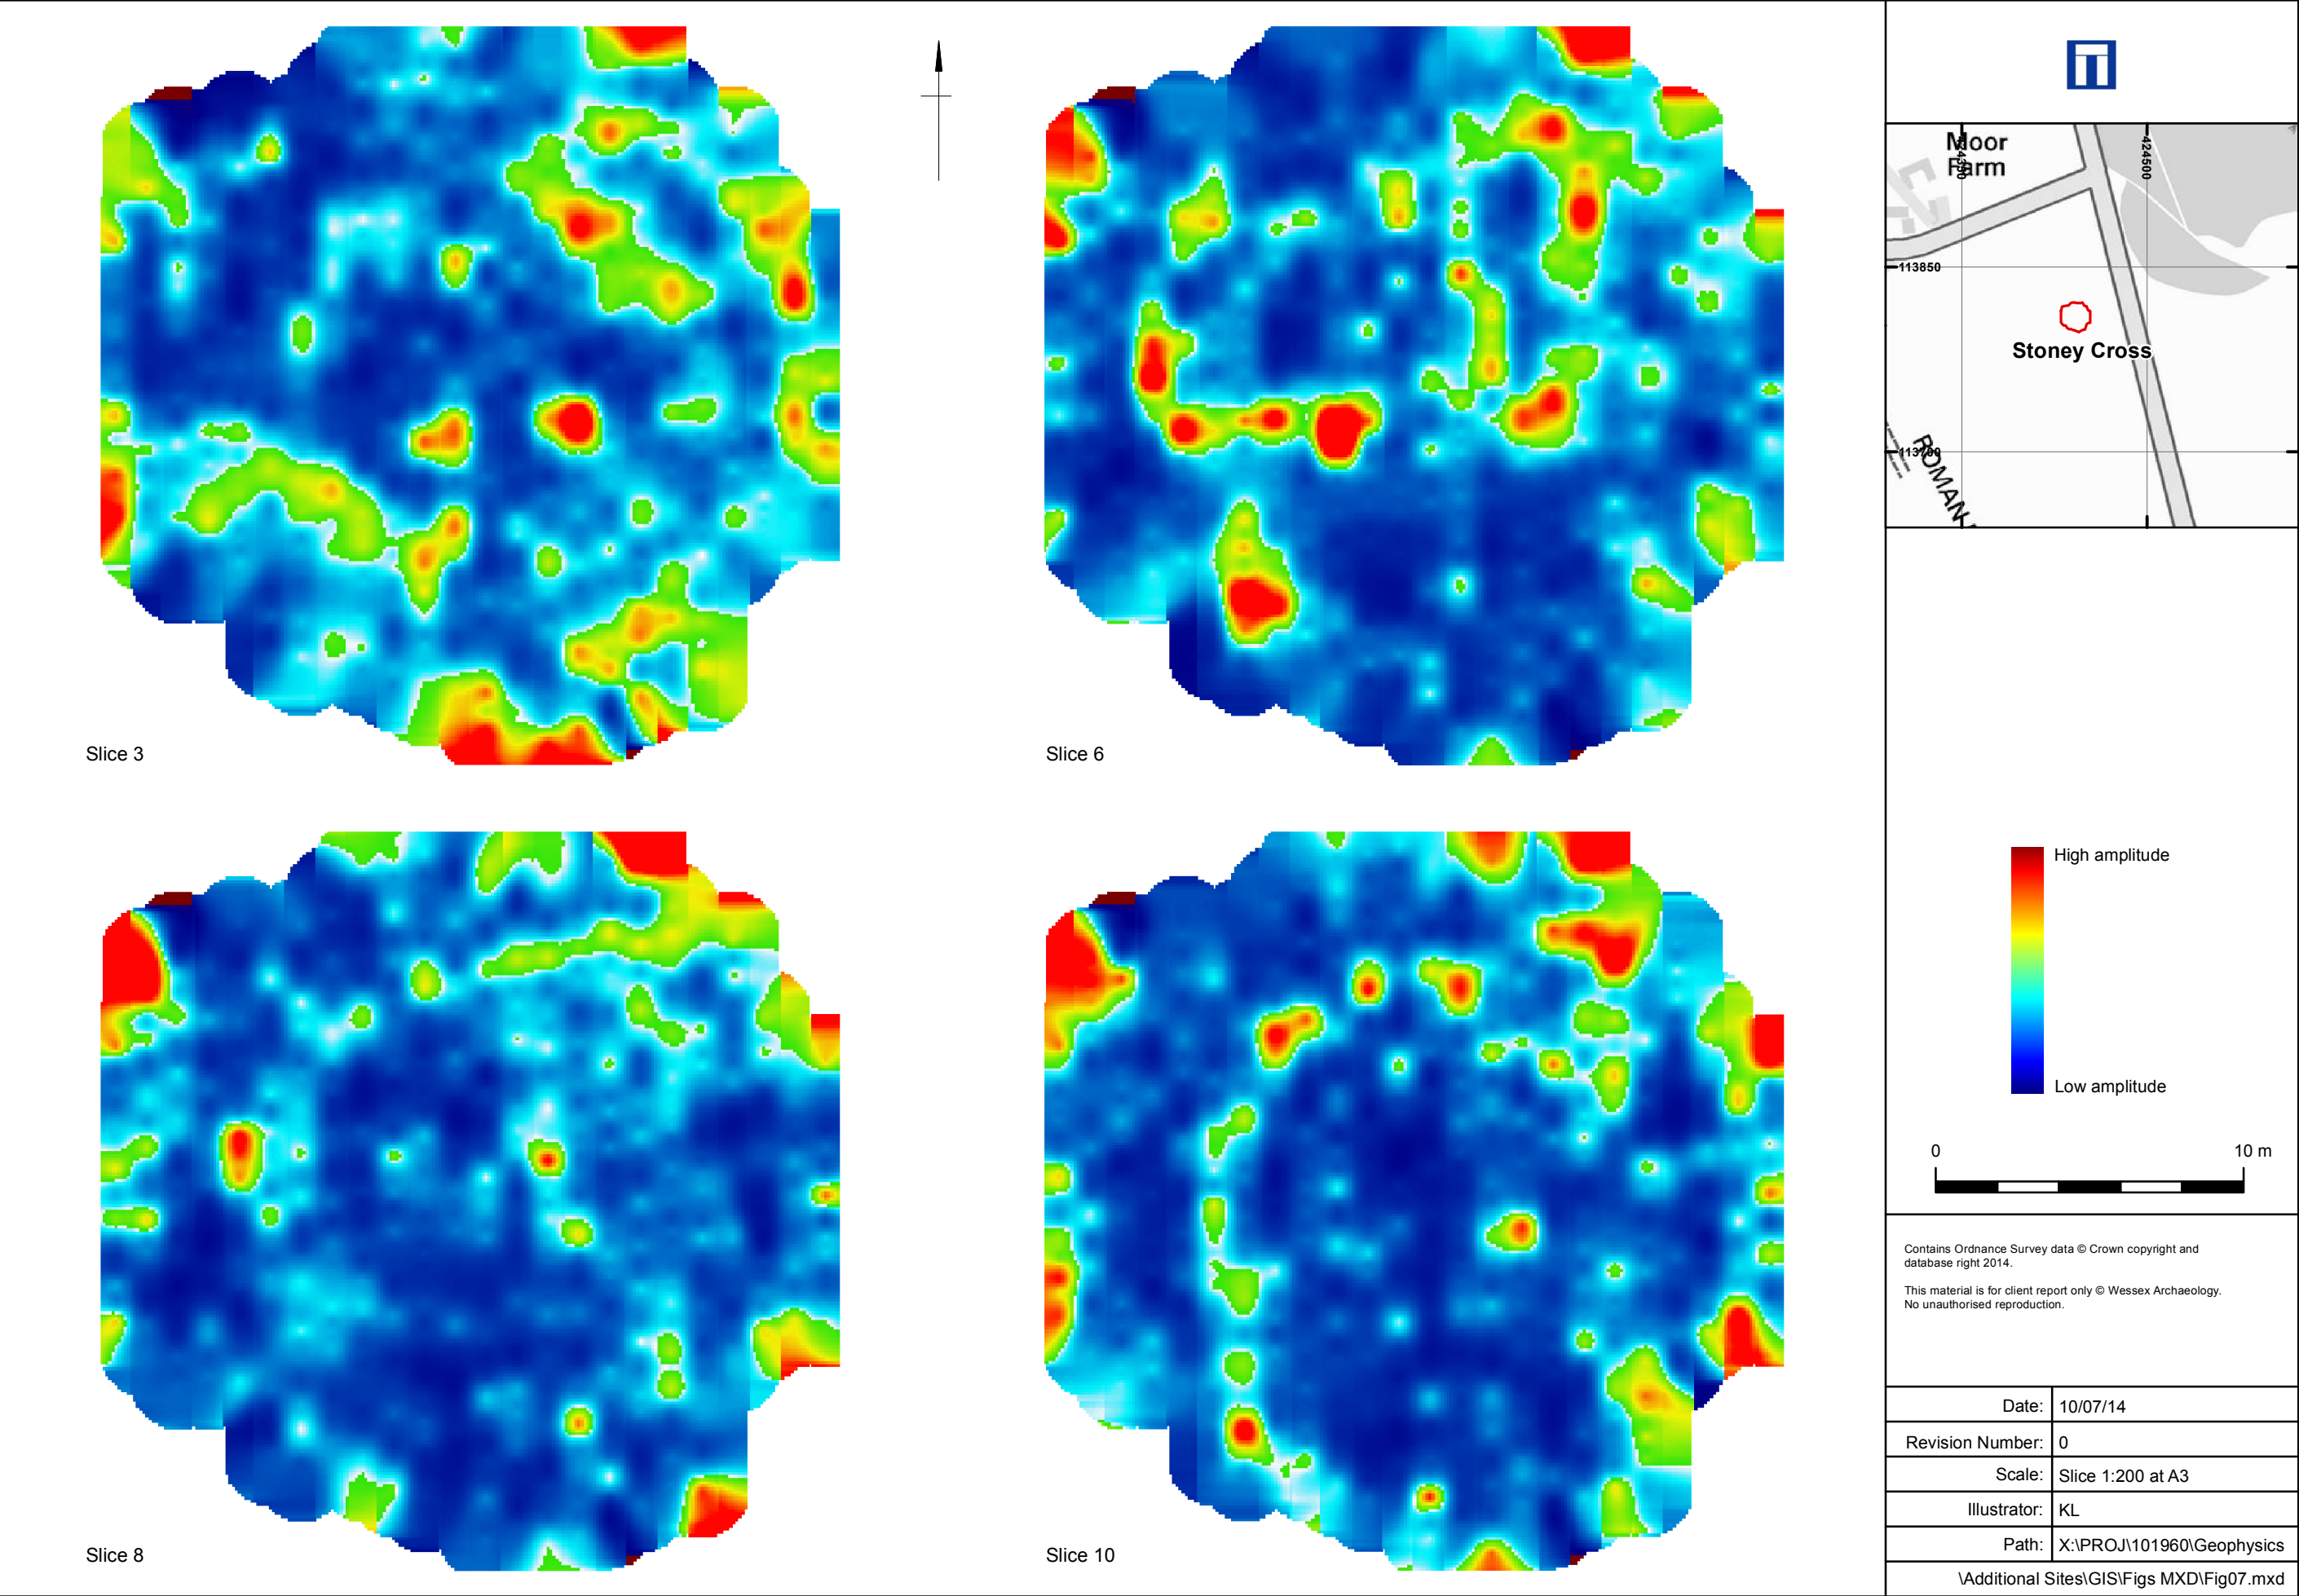 Slice 3
Slice 6
Slice 8
Slice 10
Moor
Farm
424500
113850
Stoney Cross
ROMAN
High amplitude
Low amplitude
0 10 m
Contains Ordnance Survey data © Crown copyright and
database right 2014.
This material is for client report only © Wessex Archaeology.
No unauthorised reproduction.
Date: 10/07/14
Revision Number: 0
Scale: Slice 1:200 at A3
Illustrator: KL
Path: X:\PROJ\101960\Geophysics
\Additional Sites\GIS\Figs MXD\Fig07.mxd